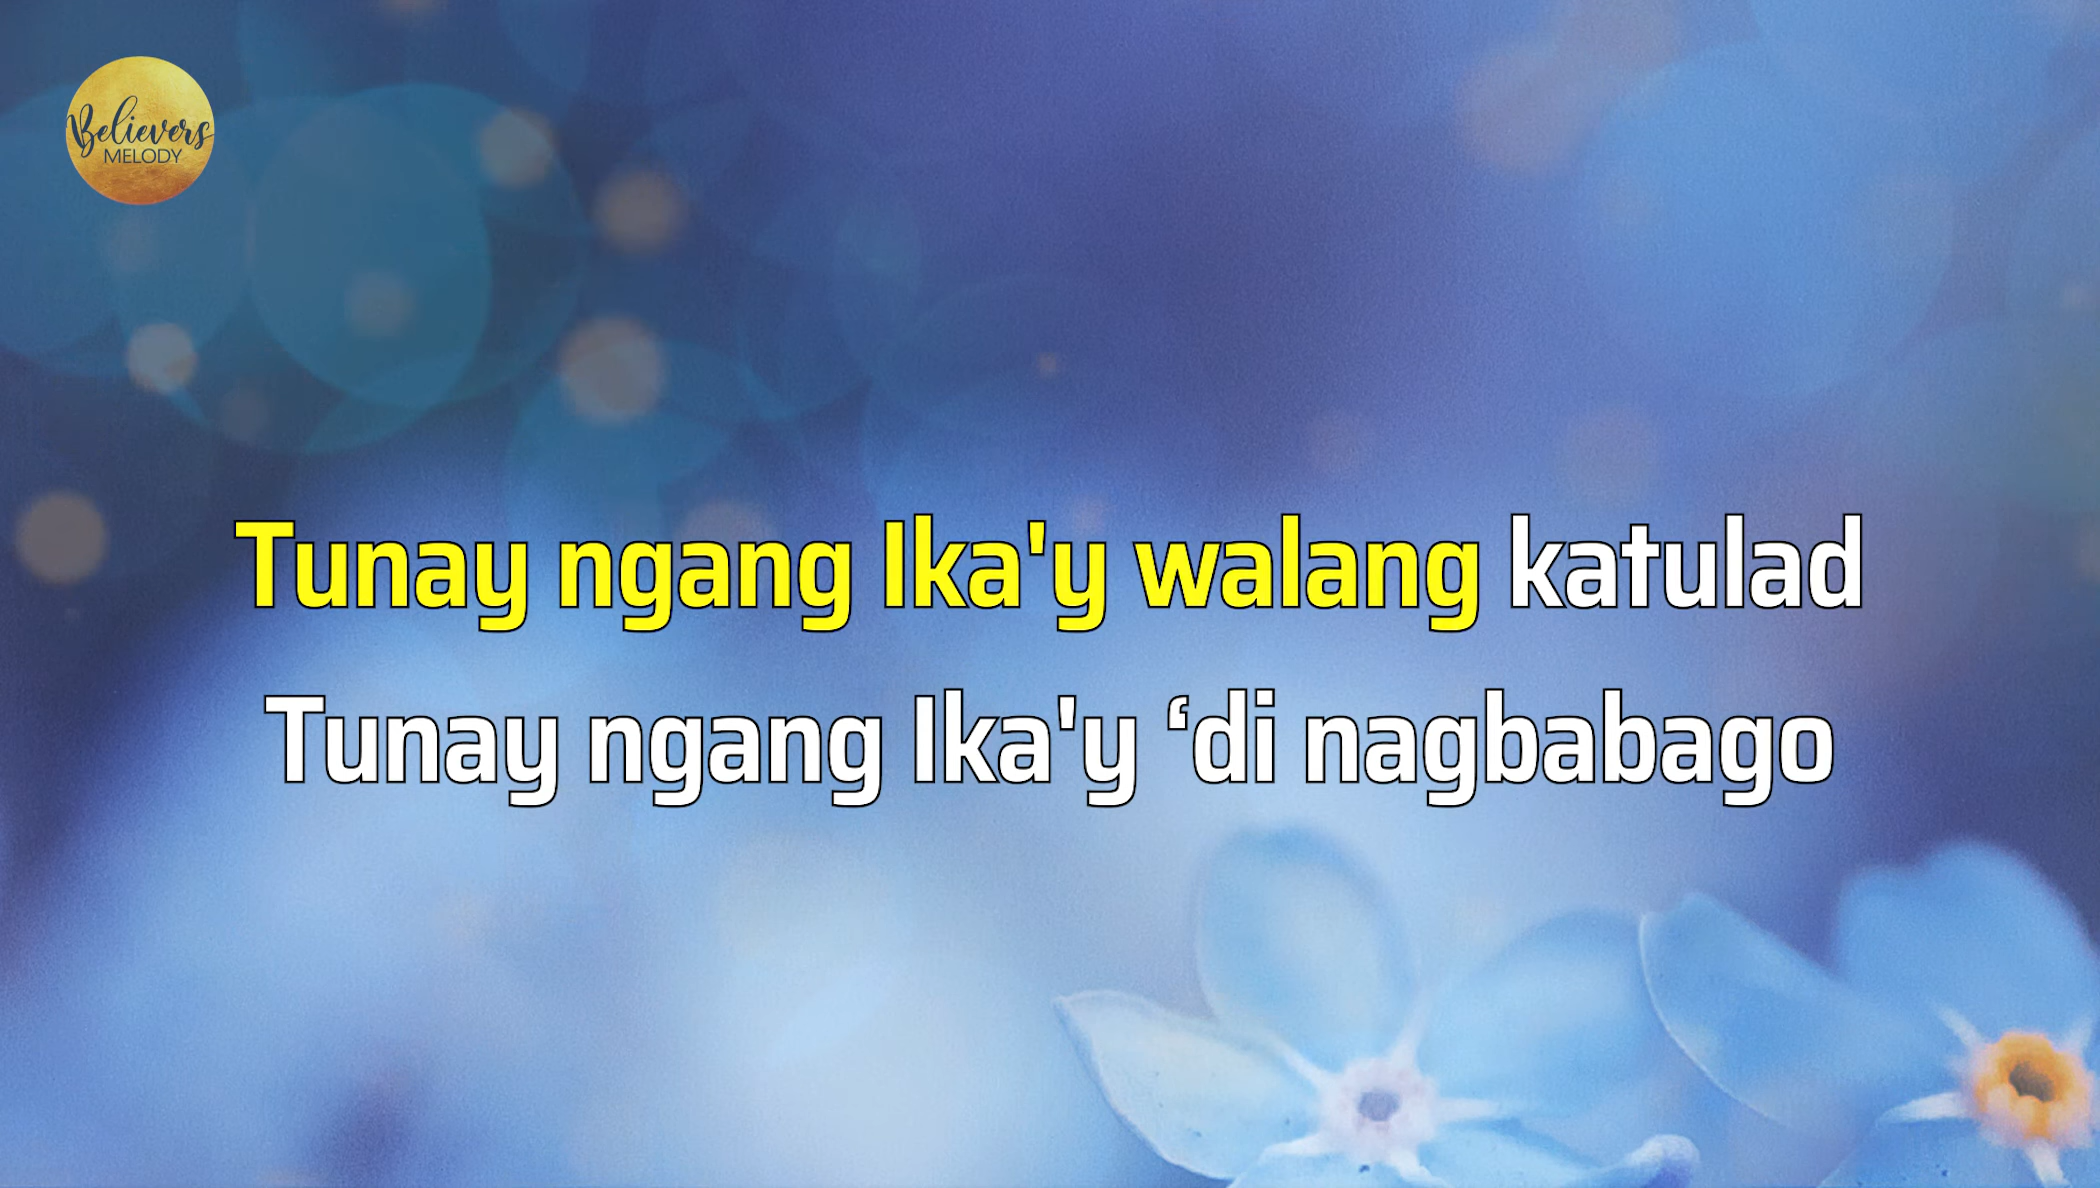 Believers
MELODY
Tunay ngang Ika'y walang katulad
Tunay ngang Ika'y ‘di nagbabago